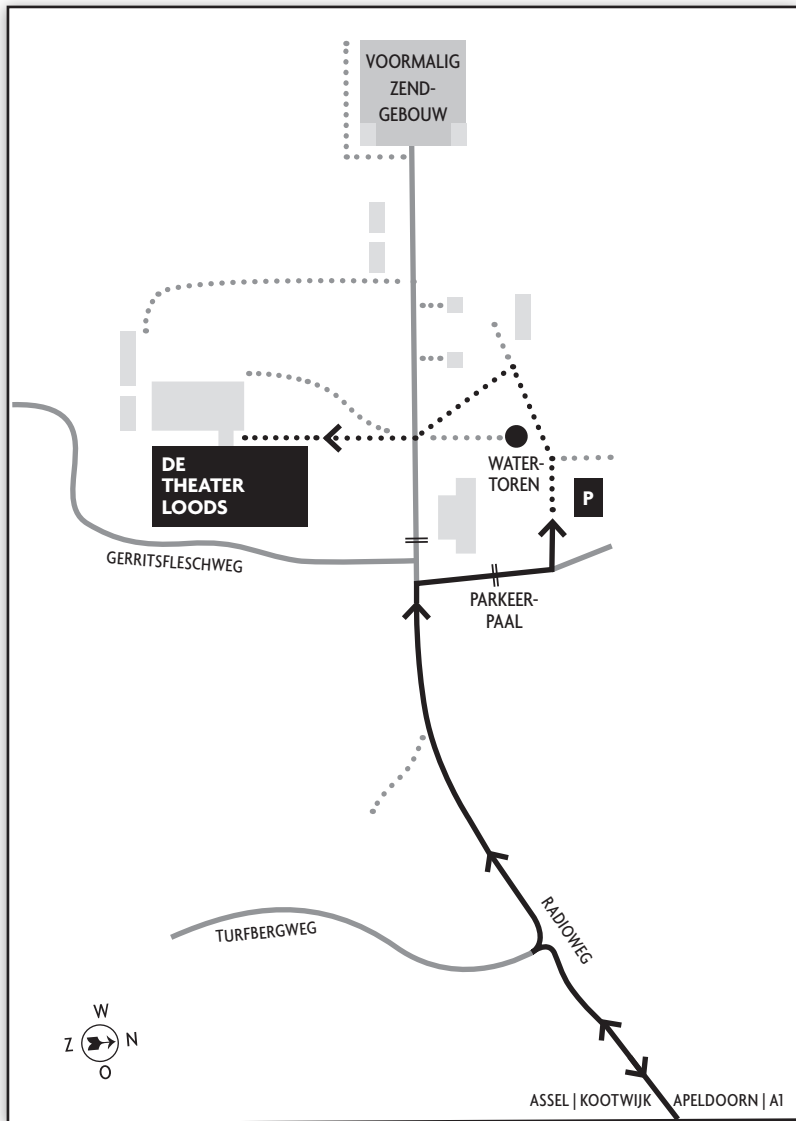 VOORMALIG
ZEND-
GEBOUW
WATER-
TOREN
DE
THEATER
LOODS
P
GERRITSFLESCHWEG
PARKEER-
PAAL
RADIOWEG
TURFBERGWEG
W
Z N
O
ASSEL | KOOTWIJK APELDOORN | A1